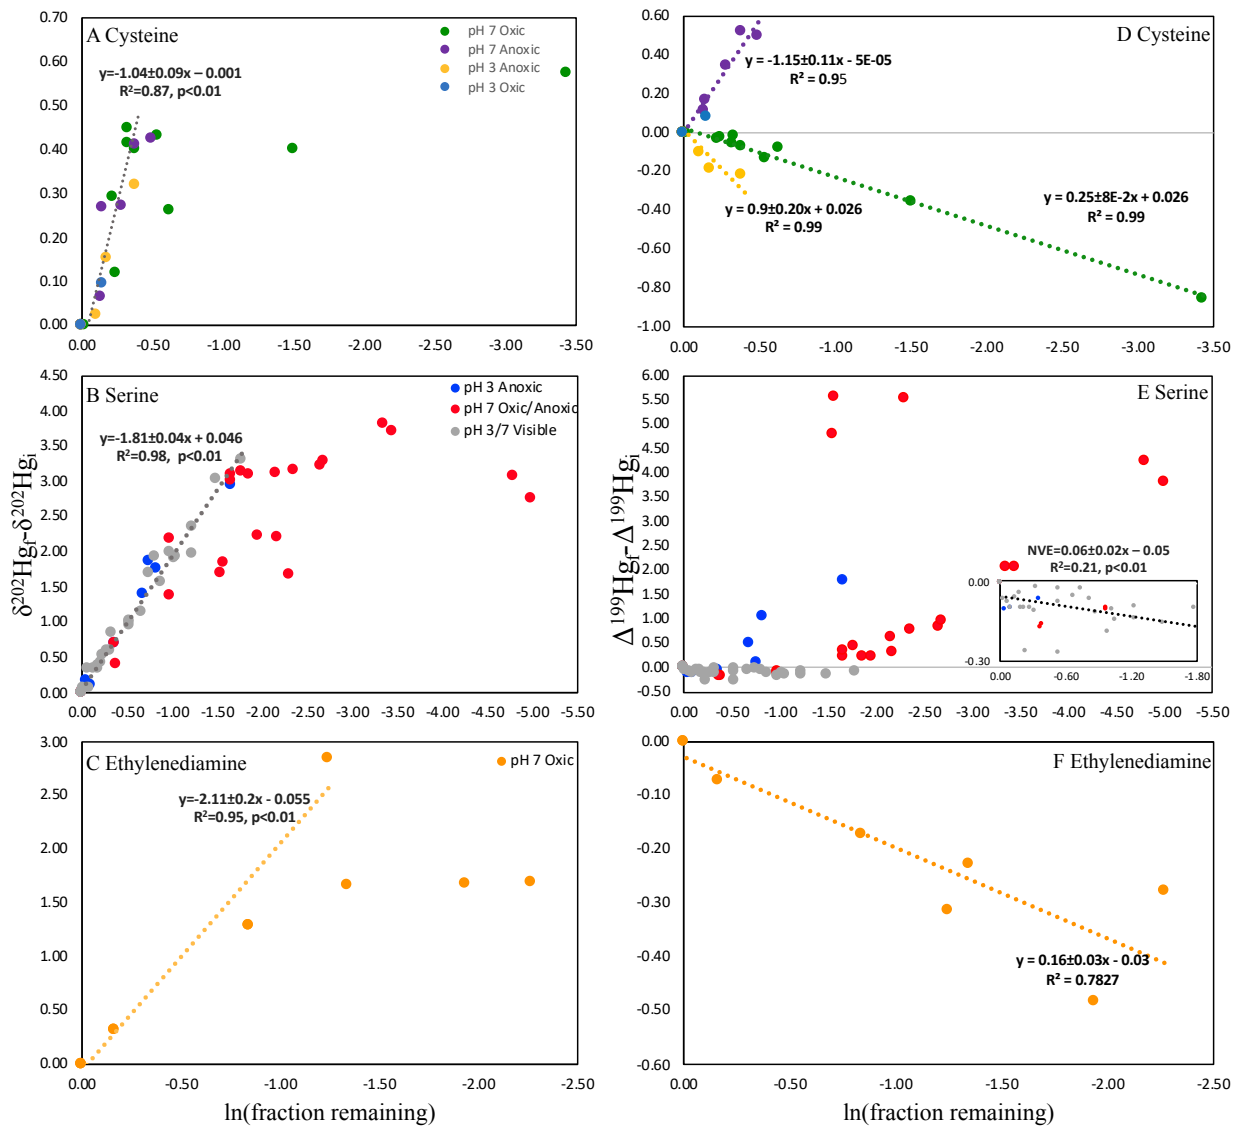 A Cysteine
pH 7 Oxic
pH 7 Anoxic
pH 3 Anoxic
pH 3 Oxic
y=-1.04±0.09x – 0.001
R²=0.87, p<0.01
0.70
0.60
0.50
0.40
0.30
0.20
0.10
0.00
0.00 -0.50 -1.00 -1.50 -2.00 -2.50 -3.00 -3.50
D Cysteine
y = -1.15±0.11x - 5E-05
R² = 0.95
y = 0.25±8E-2x + 0.026
R² = 0.99
y = 0.9±0.20x + 0.026
R² = 0.99
0.60
0.40
0.20
0.00
-0.20
-0.40
-0.60
-0.80
-1.00
0.00 -0.50 -1.00 -1.50 -2.00 -2.50 -3.00 -3.50
B Serine
pH 3 Anoxic
pH 7 Oxic/Anoxic
pH 3/7 Visible
y=-1.81±0.04x + 0.046
R²=0.98, p<0.01
4.50
4.00
3.50
3.00
2.50
2.00
1.50
1.00
0.50
0.00
0.00 -0.50 -1.00 -1.50 -2.00 -2.50 -3.00 -3.50 -4.00 -4.50 -5.00 -5.50
δ²⁰²Hg_f-δ²⁰²Hg_i
E Serine
NVE=0.06±0.02x – 0.05
R²=0.21, p<0.01
0.00
-0.30
0.00 -0.60 -1.20 -1.80
6.00
5.50
5.00
4.50
4.00
3.50
3.00
2.50
2.00
1.50
1.00
0.50
0.00
-0.50
0.00 -0.50 -1.00 -1.50 -2.00 -2.50 -3.00 -3.50 -4.00 -4.50 -5.00 5.50
Δ¹⁹⁹Hg_f-Δ¹⁹⁹Hg_i
C Ethylenediamine
pH 7 Oxic
y=-2.11±0.2x - 0.055
R²=0.95, p<0.01
3.00
2.50
2.00
1.50
1.00
0.50
0.00
0.00 -0.50 -1.00 -1.50 -2.00 -2.50
ln(fraction remaining)
F Ethylenediamine
y = 0.16±0.03x - 0.03
R² = 0.7827
0.00
-0.10
-0.20
-0.30
-0.40
-0.50
-0.60
0.00 -0.50 -1.00 -1.50 -2.00 -2.50
ln(fraction remaining)